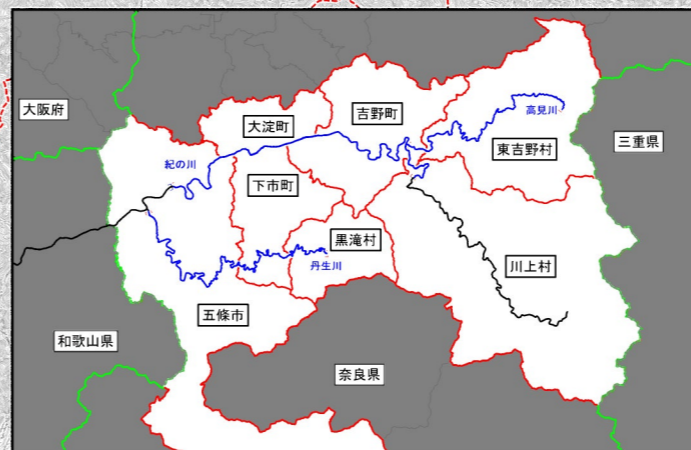 高見川
大阪府
吉野町
大淀町
三重県
東吉野村
紀の川
下市町
黒滝村
川上村
丹生川
五條市
和歌山県
奈良県